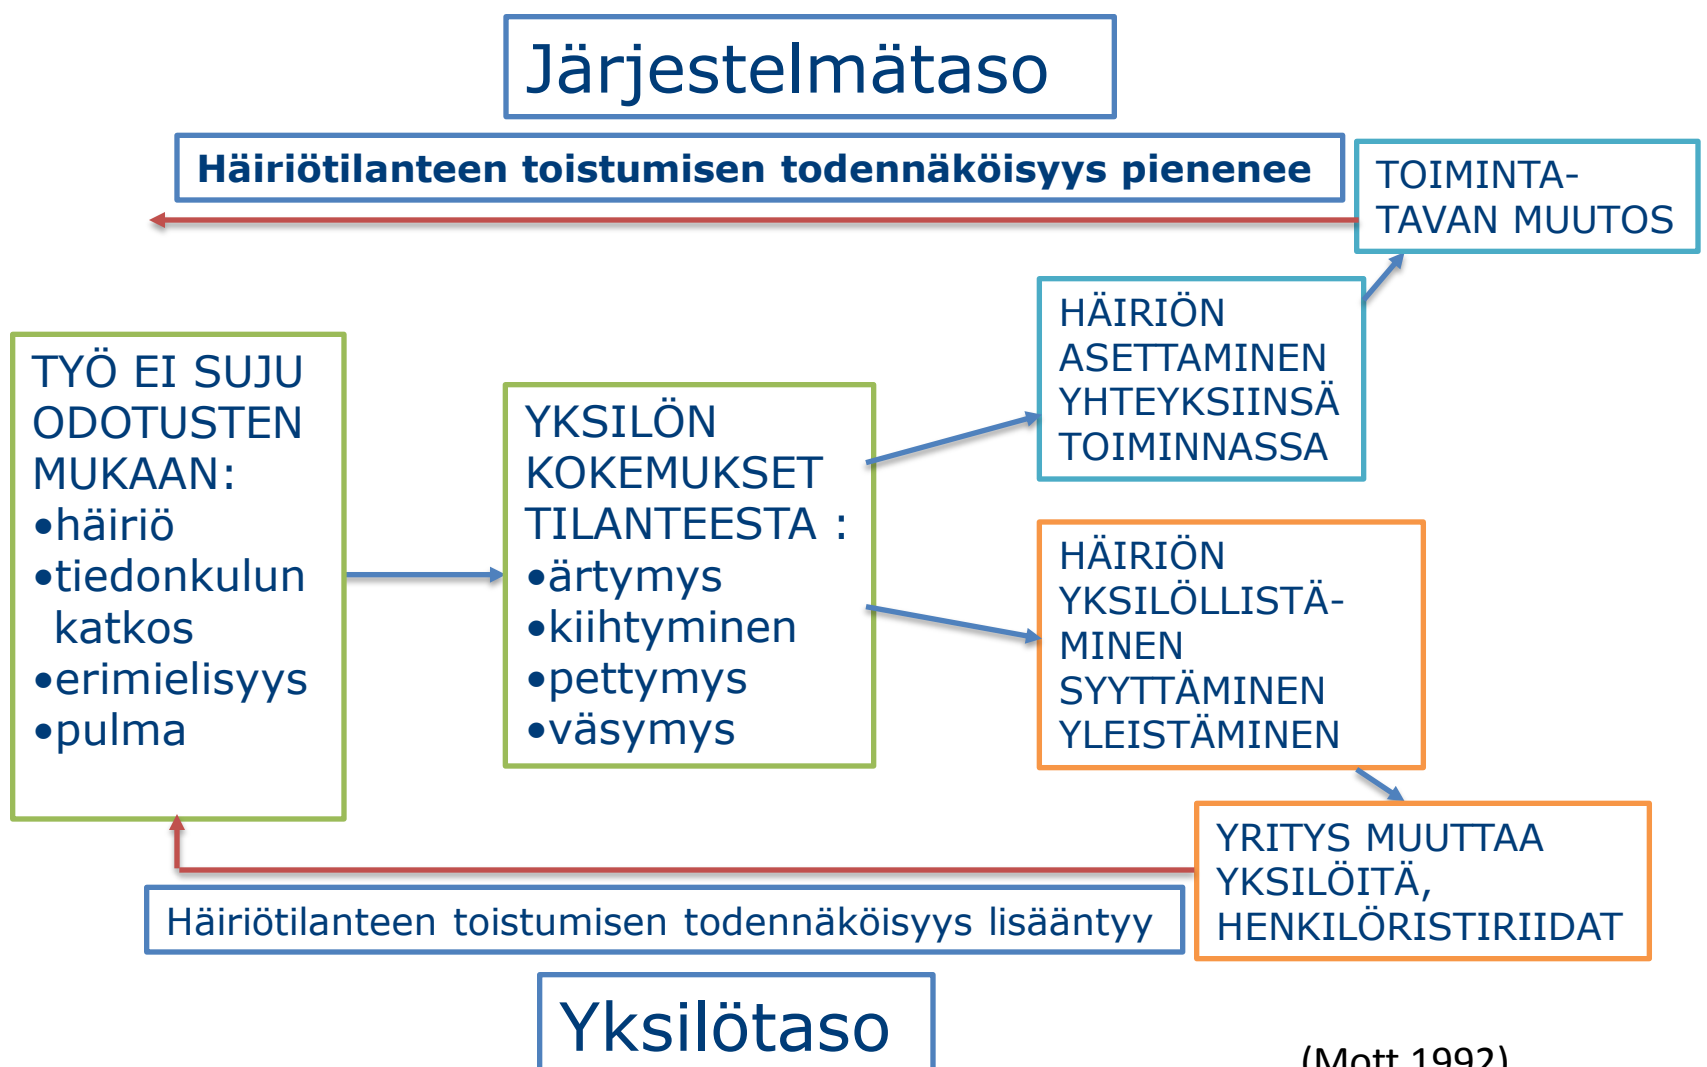 Järjestelmätaso
Häiriötilanteen toistumisen todennäköisyys pienenee
TOIMINTA-
TAVAN MUUTOS
TYÖ EI SUJU
ODOTUSTEN
MUKAAN:
•häiriö
•tiedonkulun
katkos
•erimielisyys
•pulma
YKSILÖN
KOKEMUKSET
TILANTEESTA :
•ärtymys
•kiihtyminen
•pettymys
•väsymys
HÄIRIÖN
ASETTAMINEN
YHTEYKSIINSÄ
TOIMINNASSA
HÄIRIÖN
YKSILÖLLISTÄ-
MINEN
SYYTTÄMINEN
YLEISTÄMINEN
YRITYS MUUTTAA
YKSILÖITÄ,
HENKILÖRISTIRIIDAT
Häiriötilanteen toistumisen todennäköisyys lisääntyy
Yksilötaso
(Mott 1992)